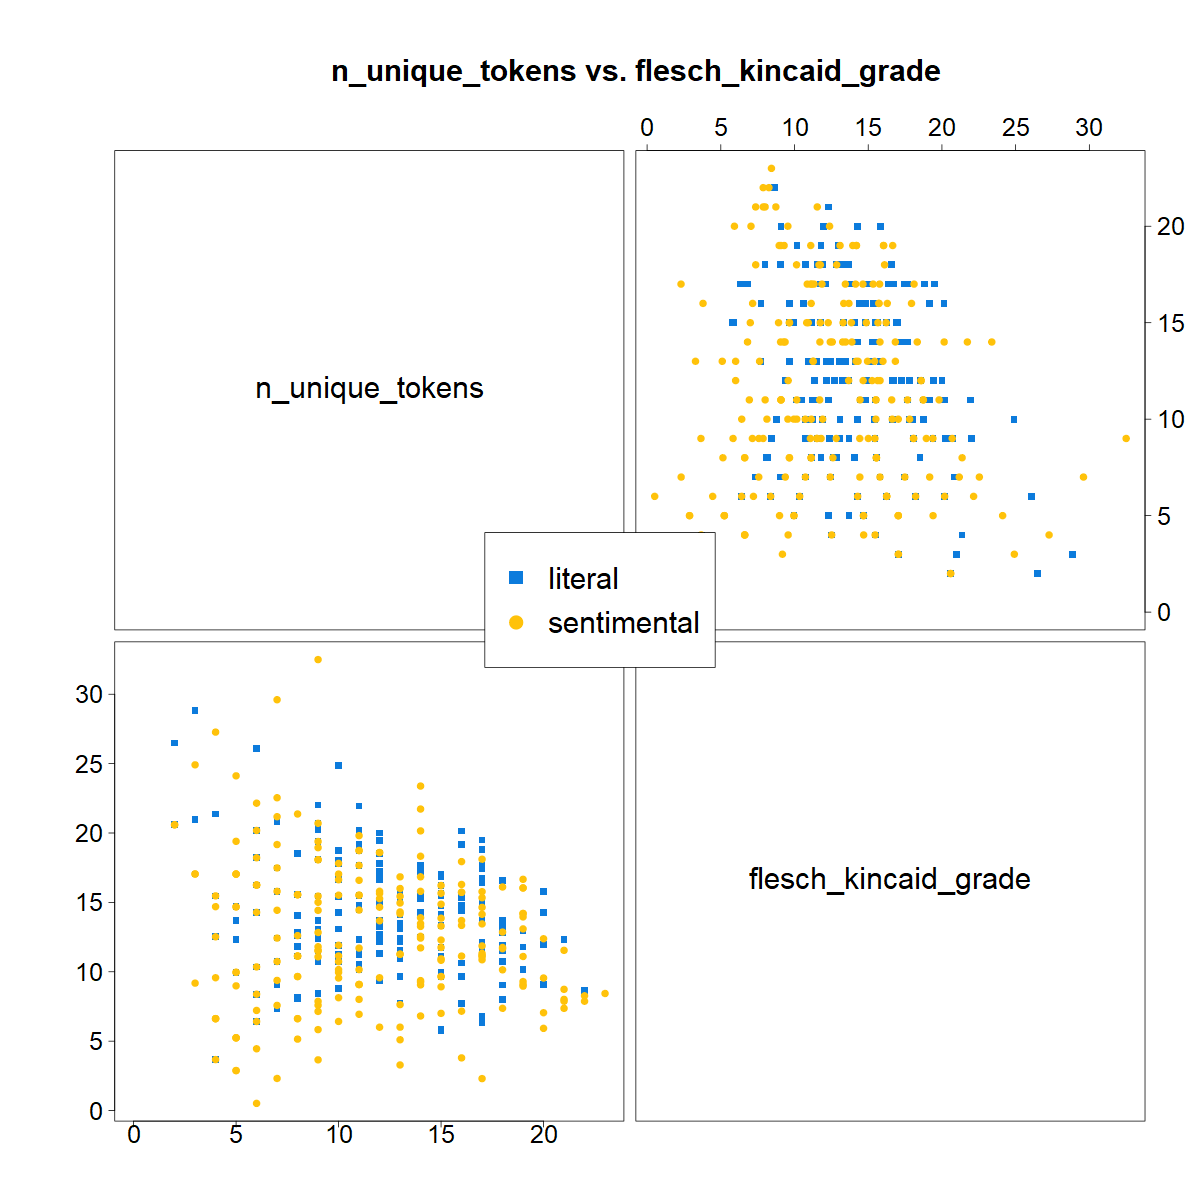 n_unique_tokens vs. flesch_kincaid_grade
0 5 10 15 20 25 30
n_unique_tokens
20
15
10
5
0
literal
sentimental
30
25
20
15
10
5
0
flesch_kincaid_grade
0 5 10 15 20